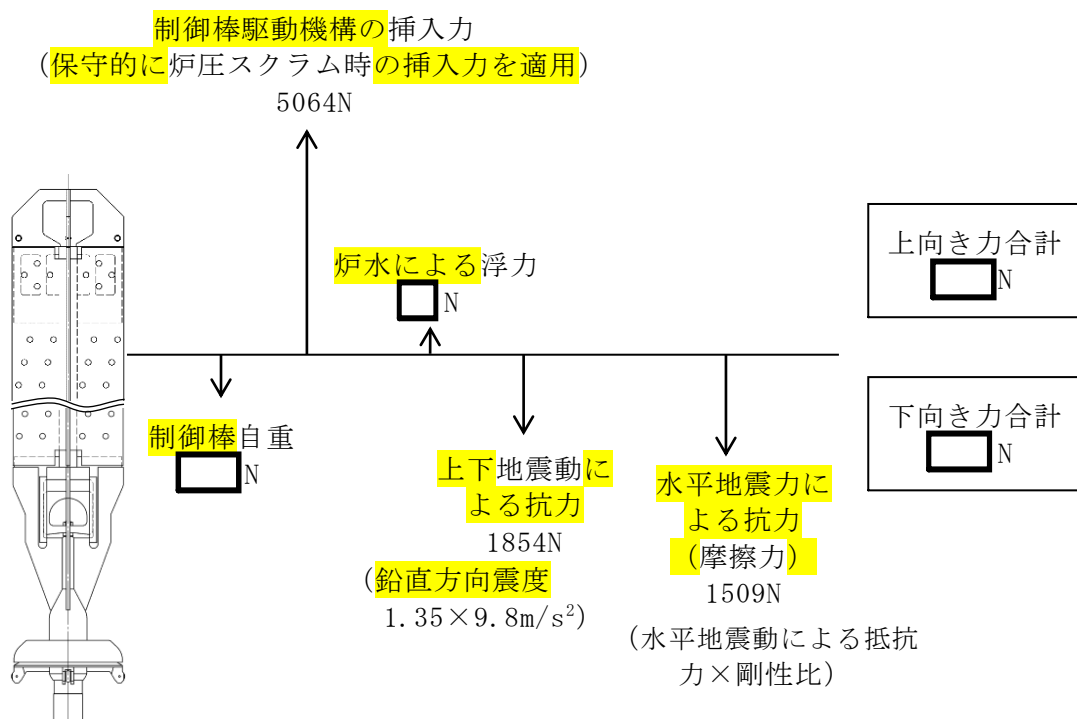 制御棒駆動機構の挿入力
(保守的に炉圧スクラム時の挿入力を適用)
5064N
炉水による浮力
N
上向き力合計
N
制御棒自重
N
上下地震動に
よる抗力
1854N
(鉛直方向震度
1.35×9.8m/s²)
水平地震力に
よる抗力
(摩擦力)
1509N
(水平地震動による抵抗
力×剛性比)
下向き力合計
N